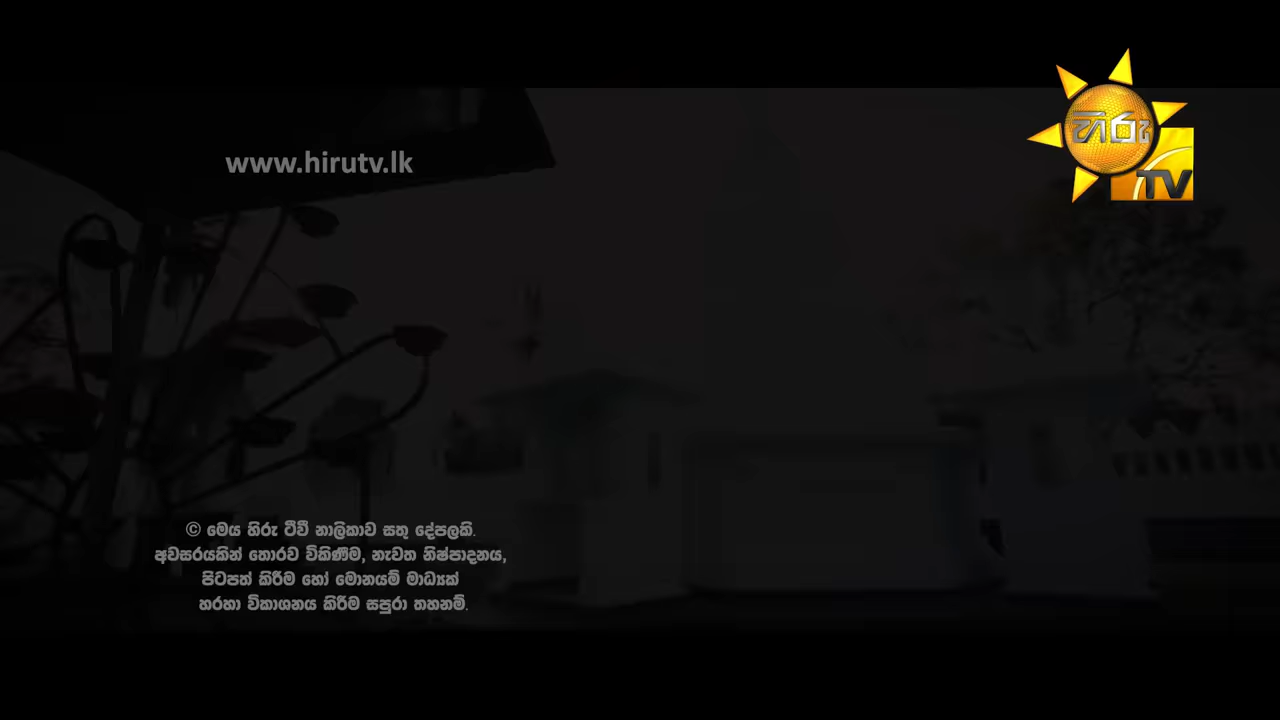 හිරු
TV
www.hirutv.lk
© මෙය හිරු ටීවී නාලිකාව සතු දේපලකි.
අවසරයකින් තොරව විකිණීම, නැවත නිෂ්පාදනය,
පිටපත් කිරීම හෝ මොනයම් මාධ්‍යක්
හරහා විකාශනය කිරීම සපුරා තහනම්.